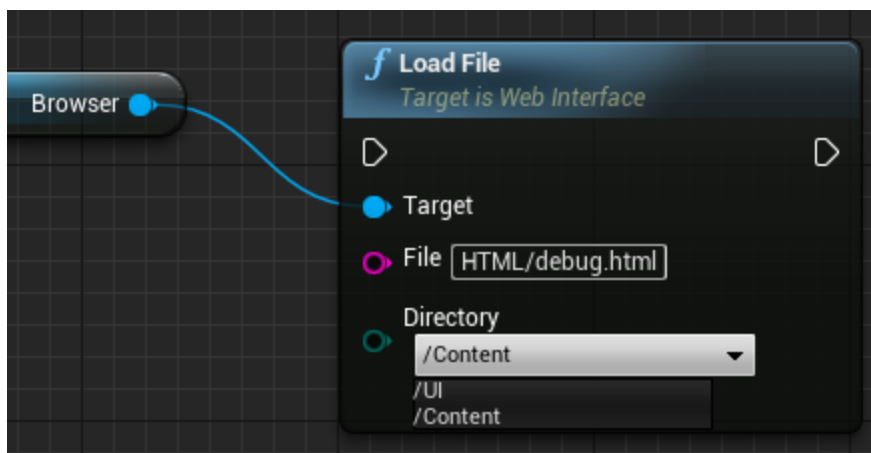 Browser
f Load File
Target is Web Interface
Target
File HTML/debug.html
Directory
/Content
/UI
/Content